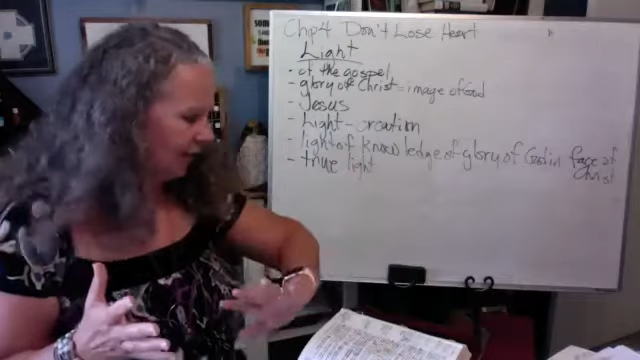 Chp 4 Don't Lose Heart
Light
- of the gospel
- glory of Christ = image of God
- Jesus
- Light - creation
- light of knowledge of glory of God in face of Christ
- true light